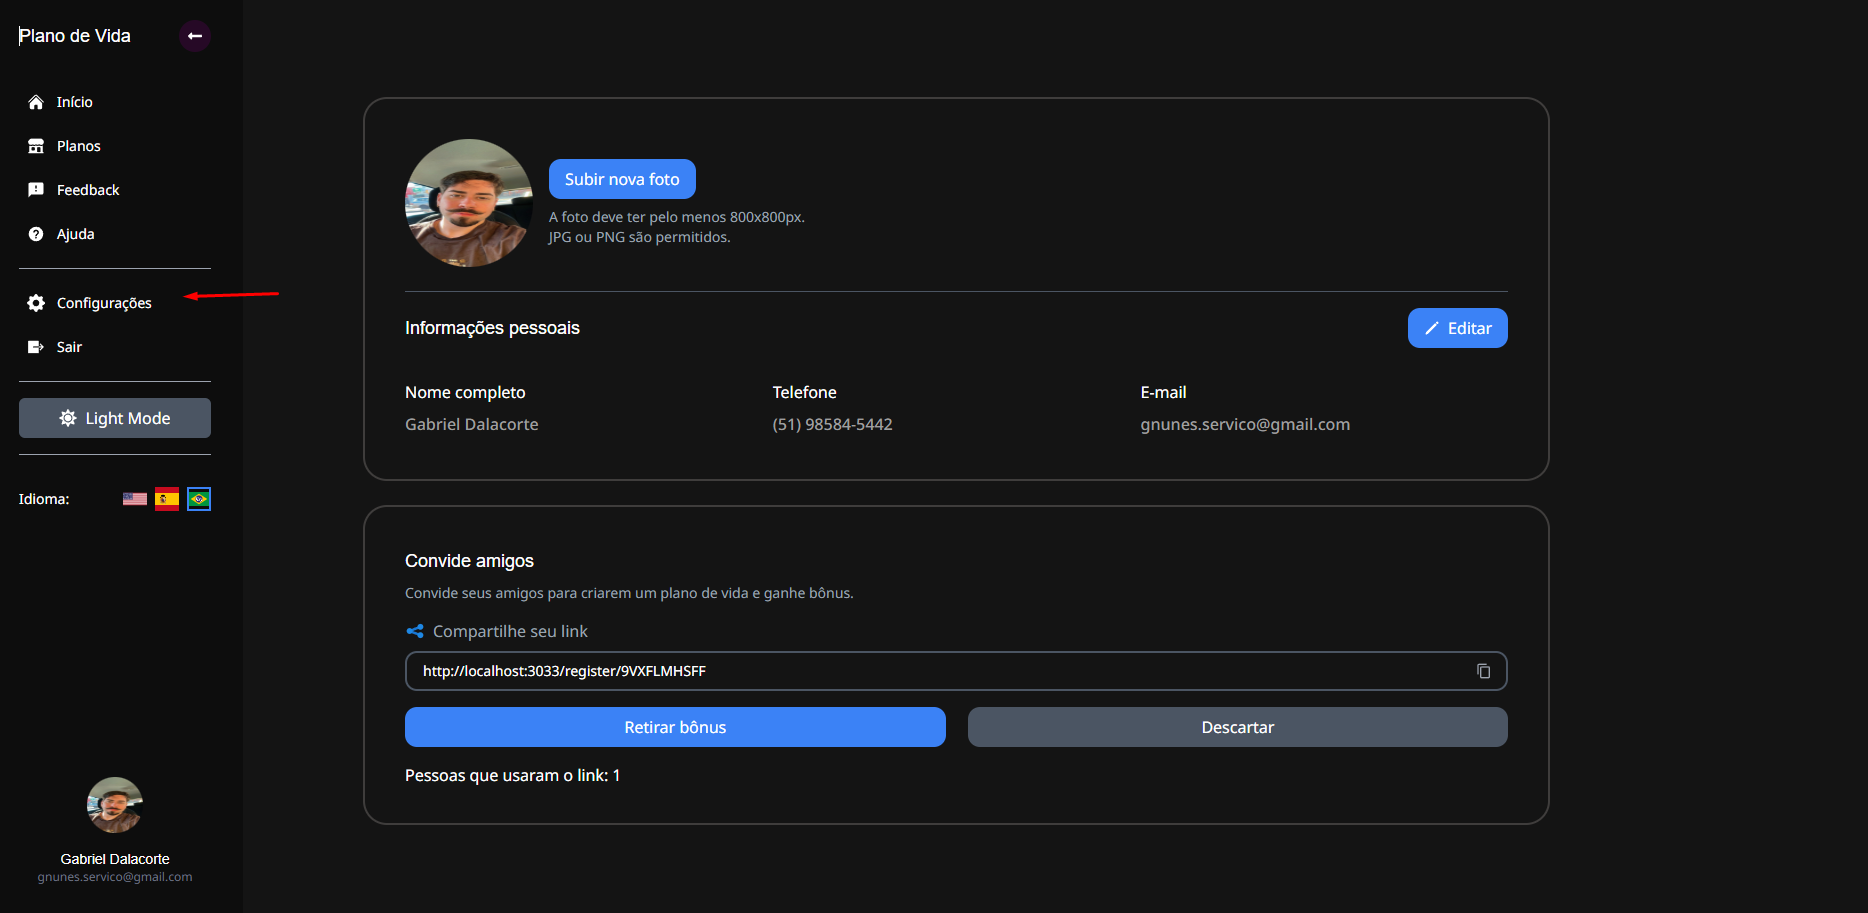 Plano de Vida
Início
Planos
Feedback
Ajuda
Configurações
Sair
Light Mode
Idioma:
Gabriel Dalacorte
gnunes.servico@gmail.com
Subir nova foto
A foto deve ter pelo menos 800x800px.
JPG ou PNG são permitidos.
Informações pessoais
Editar
Nome completo
Gabriel Dalacorte
Telefone
(51) 98584-5442
E-mail
gnunes.servico@gmail.com
Convide amigos
Convide seus amigos para criarem um plano de vida e ganhe bônus.
Compartilhe seu link
http://localhost:3033/register/9VXFLMHSFF
Retirar bônus
Descartar
Pessoas que usaram o link: 1